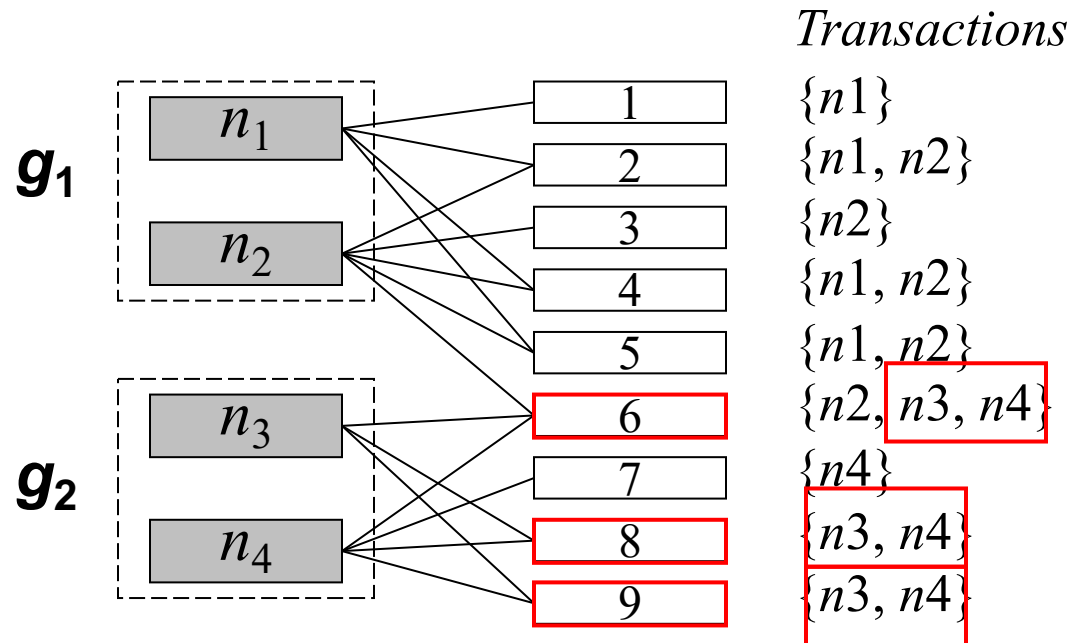 Transactions
g1
n1
n2
1 {n1}
2 {n1, n2}
3 {n2}
4 {n1, n2}
5 {n1, n2}
g2
n3
n4
6 {n2, n3, n4}
7 {n4}
8 {n3, n4}
9 {n3, n4}